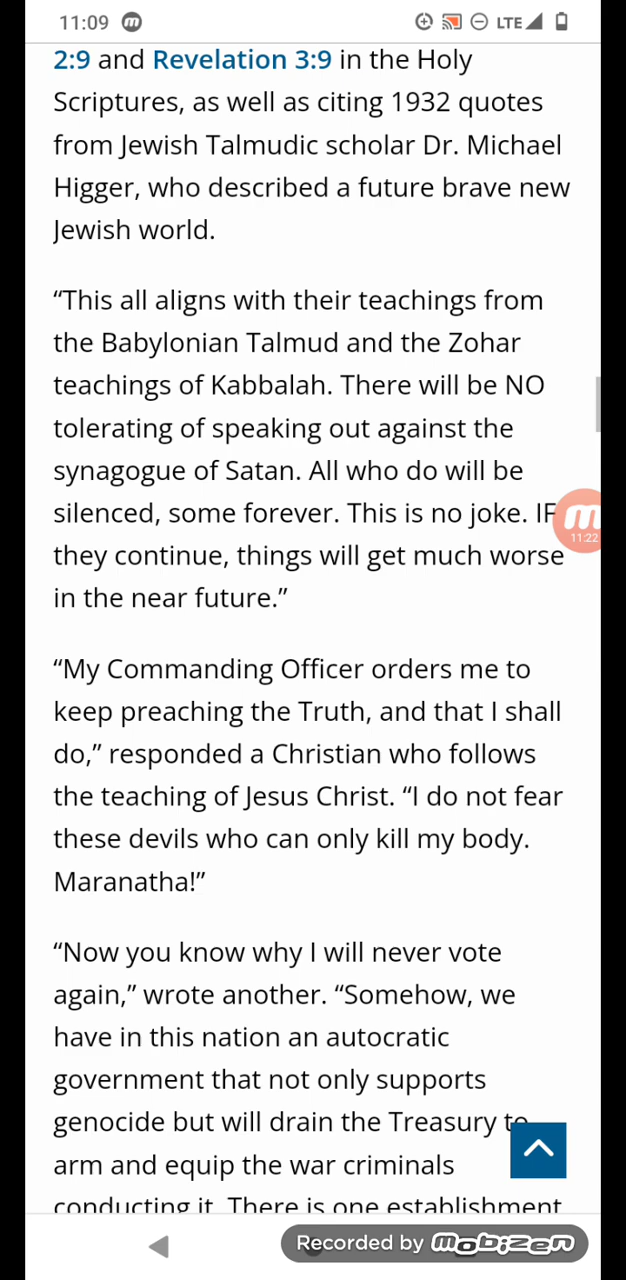 11:09
LTE
2:9 and Revelation 3:9 in the Holy
Scriptures, as well as citing 1932 quotes
from Jewish Talmudic scholar Dr. Michael
Higger, who described a future brave new
Jewish world.
“This all aligns with their teachings from
the Babylonian Talmud and the Zohar
teachings of Kabbalah. There will be NO
tolerating of speaking out against the
synagogue of Satan. All who do will be
silenced, some forever. This is no joke. IF
11:22
they continue, things will get much worse
in the near future.”
“My Commanding Officer orders me to
keep preaching the Truth, and that I shall
do,” responded a Christian who follows
the teaching of Jesus Christ. “I do not fear
these devils who can only kill my body.
Maranatha!”
“Now you know why I will never vote
again,” wrote another. “Somehow, we
have in this nation an autocratic
government that not only supports
genocide but will drain the Treasury to
arm and equip the war criminals
conducting it. There is one establishment
Recorded by mobizen